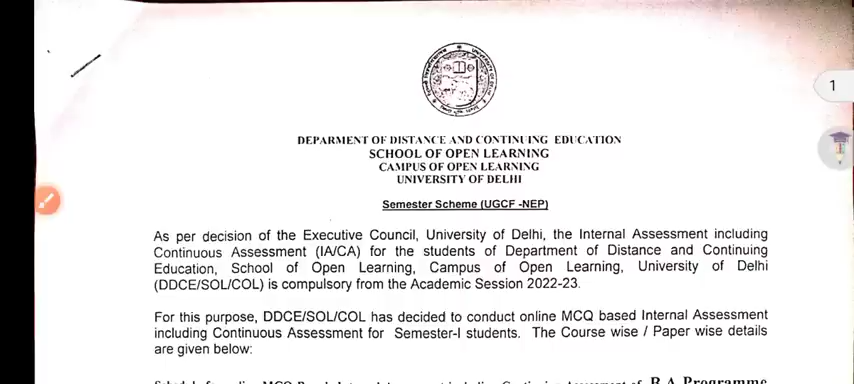 DEPARMENT OF DISTANCE AND CONTINUING EDUCATION
SCHOOL OF OPEN LEARNING
CAMPUS OF OPEN LEARNING
UNIVERSITY OF DELHI
Semester Scheme (UGCF -NEP)
As per decision of the Executive Council, University of Delhi, the Internal Assessment including
Continuous Assessment (IA/CA) for the students of Department of Distance and Continuing
Education, School of Open Learning, Campus of Open Learning, University of Delhi
(DDCE/SOL/COL) is compulsory from the Academic Session 2022-23.
For this purpose, DDCE/SOL/COL has decided to conduct online MCQ based Internal Assessment
including Continuous Assessment for Semester-I students. The Course wise / Paper wise details
are given below:
B.A Programme
1